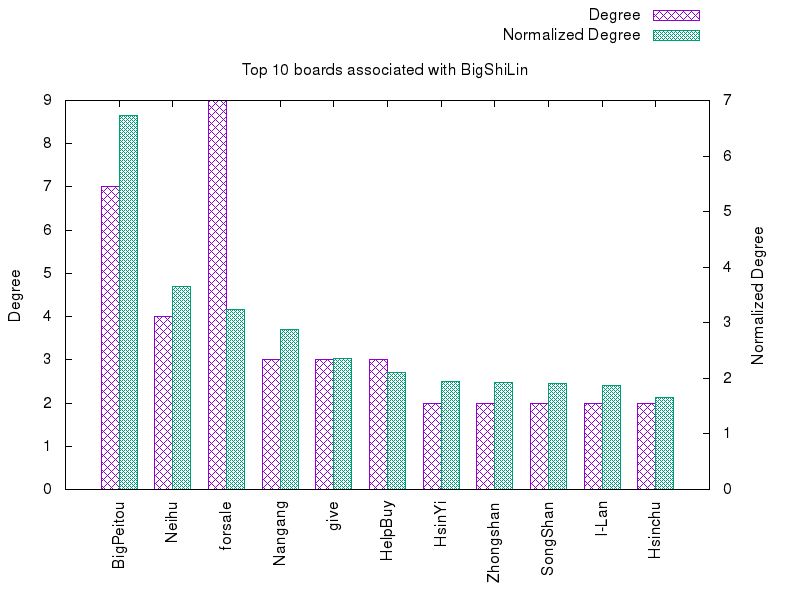 Degree
Normalized Degree
Top 10 boards associated with BigShiLin
9
8
7
6
5
4
3
2
1
0
7
6
5
4
3
2
1
0
Degree
Normalized Degree
BigPeitou
Neihu
forsale
Nangang
give
HelpBuy
HsinYi
Zhongshan
SongShan
I-Lan
Hsinchu